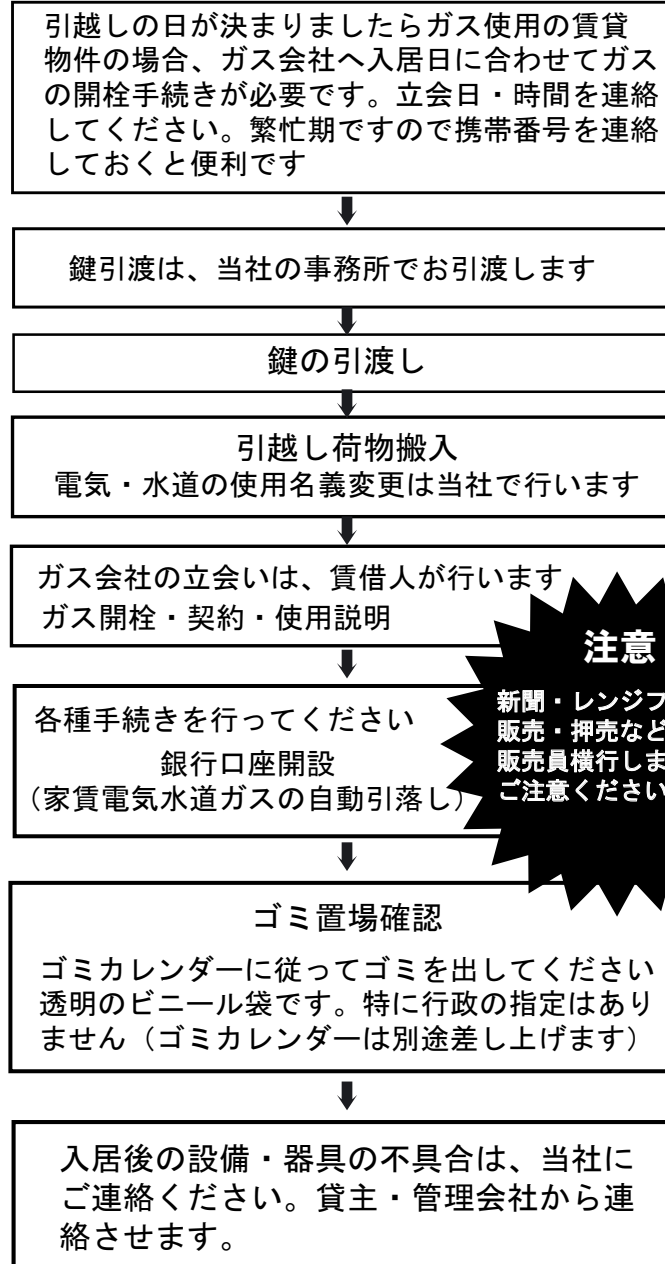 引越しの日が決まりましたらガス使用の賃貸
物件の場合、ガス会社へ入居日に合わせてガス
の開栓手続きが必要です。立会日・時間を連絡
してください。繁忙期ですので携帯番号を連絡
しておくと便利です
鍵引渡は、当社の事務所でお引渡します
鍵の引渡し
引越し荷物搬入
電気・水道の使用名義変更は当社で行います
ガス会社の立会いは、賃借人が行います
ガス開栓・契約・使用説明
注意
新聞・レンジフ
販売・押売など
販売員横行しま
ご注意ください
各種手続きを行ってください
銀行口座開設
（家賃電気水道ガスの自動引落し）
ゴミ置場確認
ゴミカレンダーに従ってゴミを出してください
透明のビニール袋です。特に行政の指定はあり
ません（ゴミカレンダーは別途差し上げます）
入居後の設備・器具の不具合は、当社に
ご連絡ください。貸主・管理会社から連
絡させます。